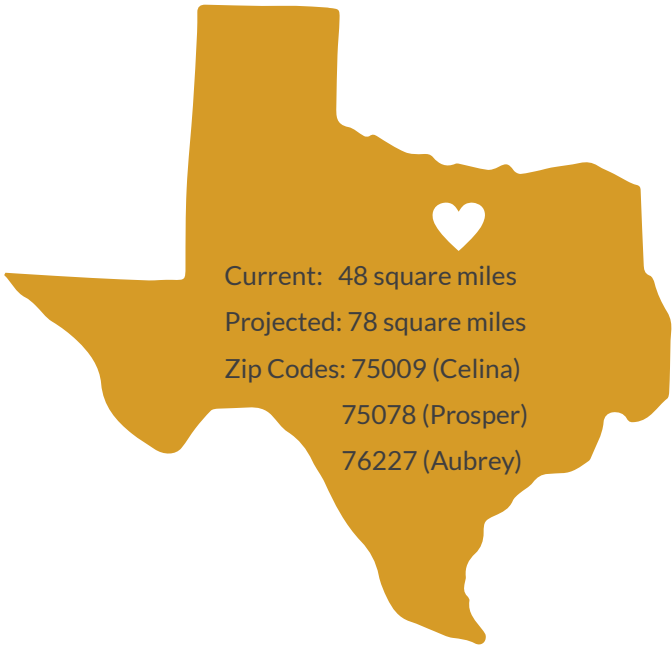 Current: 48 square miles
Projected: 78 square miles
Zip Codes: 75009 (Celina)
75078 (Prosper)
76227 (Aubrey)